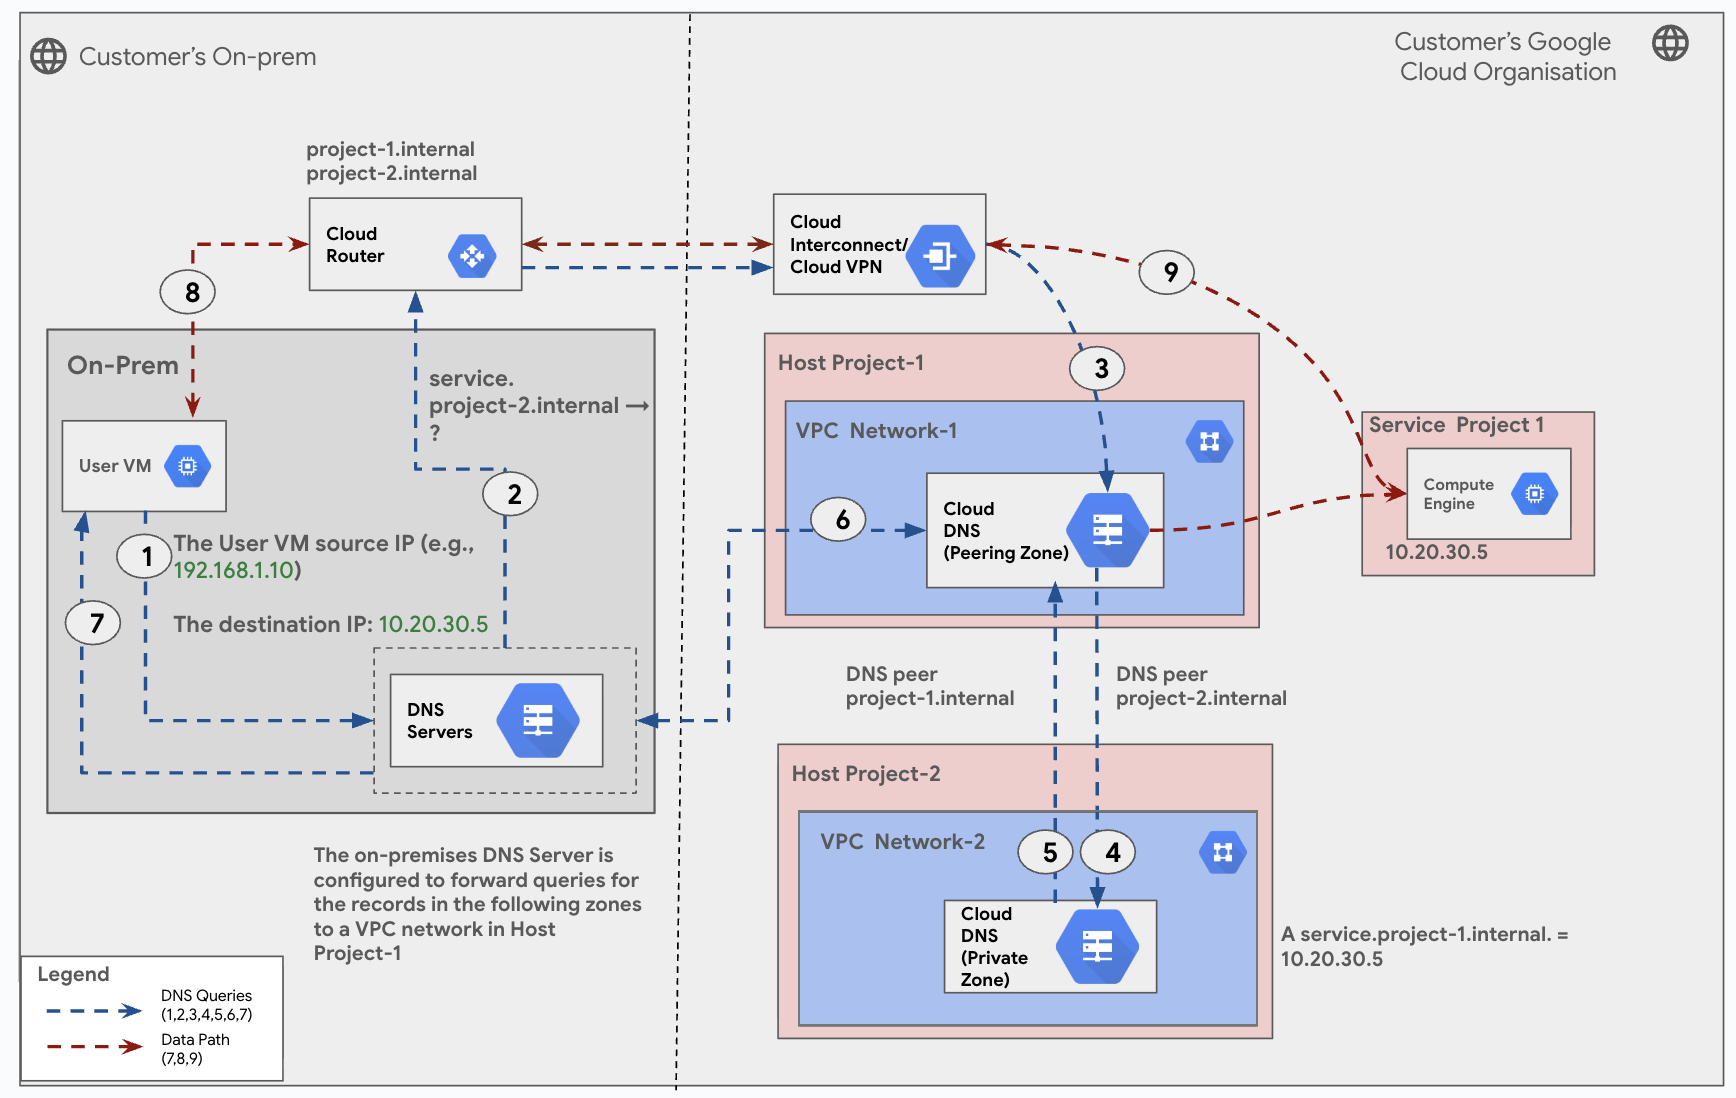 Customer's On-prem
Customer's Google
Cloud Organisation
project-1.internal
project-2.internal
Cloud
Router
Cloud
Interconnect/
Cloud VPN
8
9
On-Prem
service.
project-2.internal →
?
Host Project-1
3
VPC Network-1
Service Project 1
User VM
2
Compute
Engine
10.20.30.5
6
Cloud
DNS
(Peering Zone)
1
The User VM source IP (e.g.,
192.168.1.10)
7
The destination IP: 10.20.30.5
DNS
Servers
DNS peer
project-1.internal
DNS peer
project-2.internal
Host Project-2
VPC Network-2
5
4
Cloud
DNS
(Private
Zone)
A service.project-1.internal. =
10.20.30.5
The on-premises DNS Server is
configured to forward queries for
the records in the following zones
to a VPC network in Host
Project-1
Legend
DNS Queries
(1,2,3,4,5,6,7)
Data Path
(7,8,9)